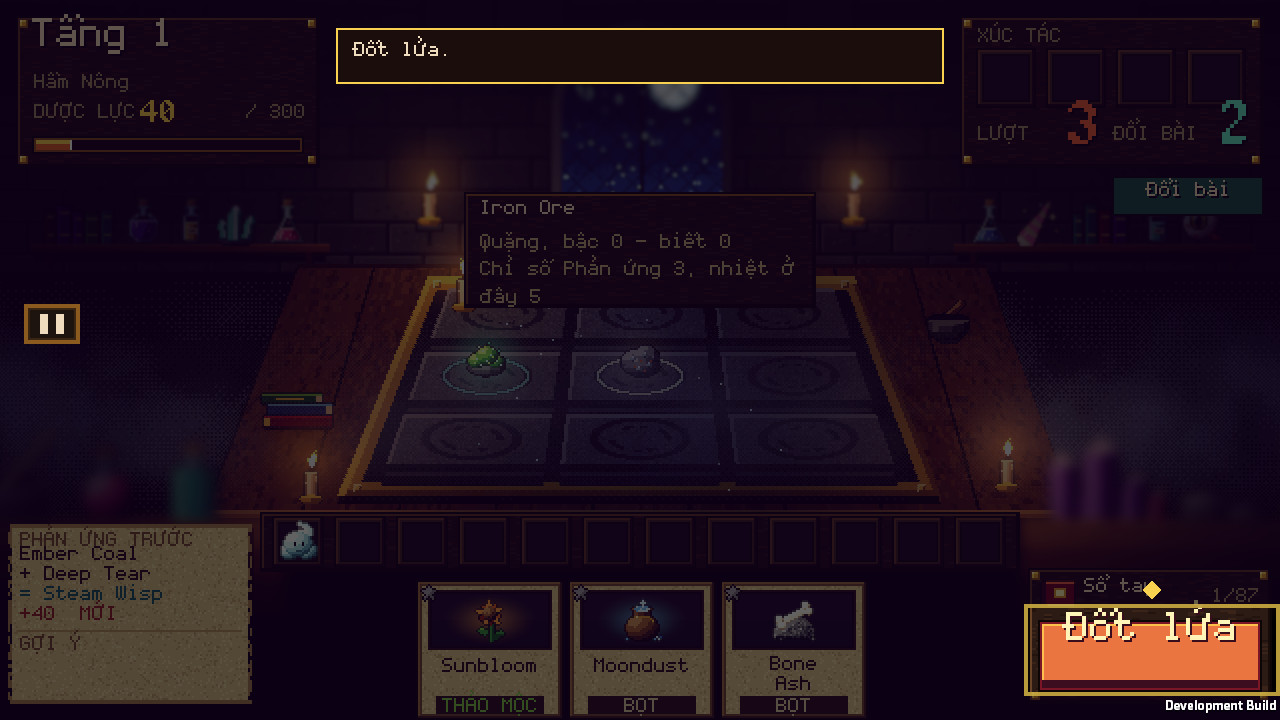 Tầng 1
Hầm Nông
DƯỢC LỰC 40 / 300
Đốt lửa.
XÚC TÁC
LƯỢT 3 ĐỔI BÀI 2
Đổi bài
Iron Ore
Quặng, bậc 0 - biết 0
Chỉ số Phản ứng 3, nhiệt ở
đây 5
PHẢN ỨNG TRƯỚC
Ember Coal
+ Deep Tear
= Steam Wisp
+40 MỚI
GỢI Ý
Sunbloom
THẢO MỘC
Moondust
BỘT
Bone
Ash
BỘT
Sổ tay
1/87
Đốt lửa
Development Build